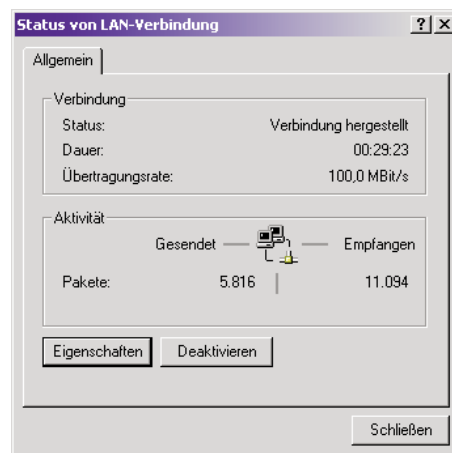 Status von LAN-Verbindung
Allgemein
Verbindung
Status: Verbindung hergestellt
Dauer: 00:29:23
Übertragungsrate: 100,0 MBit/s
Aktivität
Gesendet Empfangen
Pakete: 5.816 11.094
Eigenschaften Deaktivieren
Schließen